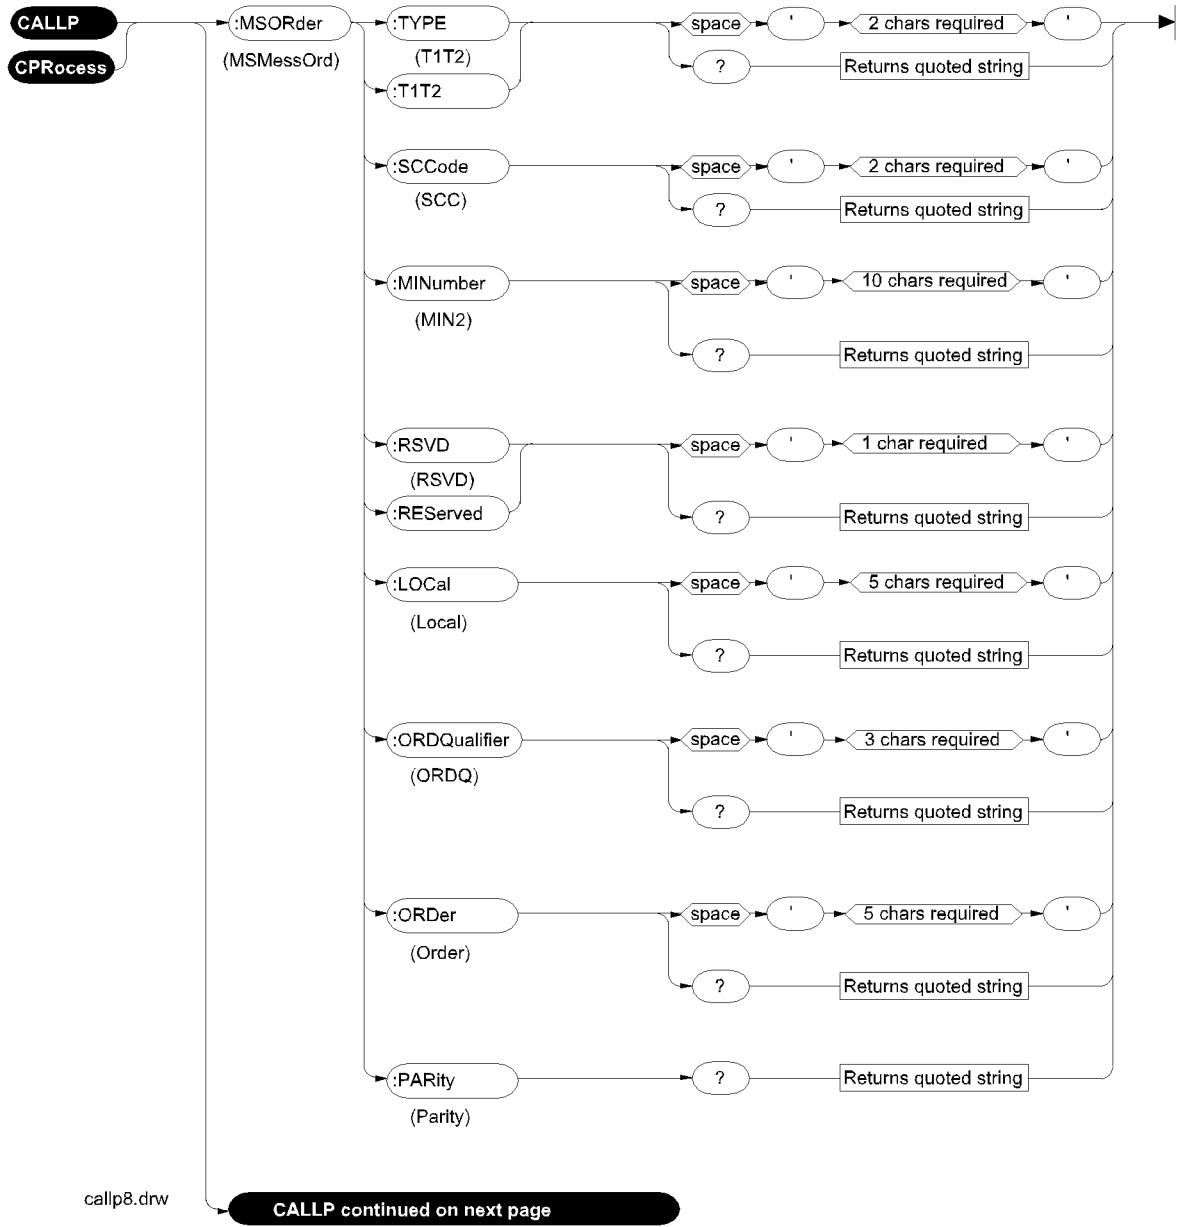 CALLP :MSORder :TYPE space ' 2 chars required '
CPRocess (MSMessOrd) (T1T2) ? Returns quoted string
:T1T2
:SCCode space ' 2 chars required '
(SCC) ? Returns quoted string
:MINumber space ' 10 chars required '
(MIN2)
? Returns quoted string
:RSVD space ' 1 char required '
(RSVD)
:REServed ? Returns quoted string
:LOCal space ' 5 chars required '
(Local)
? Returns quoted string
:ORDQualifier space ' 3 chars required '
(ORDQ)
? Returns quoted string
:ORDer space ' 5 chars required '
(Order)
? Returns quoted string
:PARity ? Returns quoted string
(Parity)
callp8.drw
CALLP continued on next page